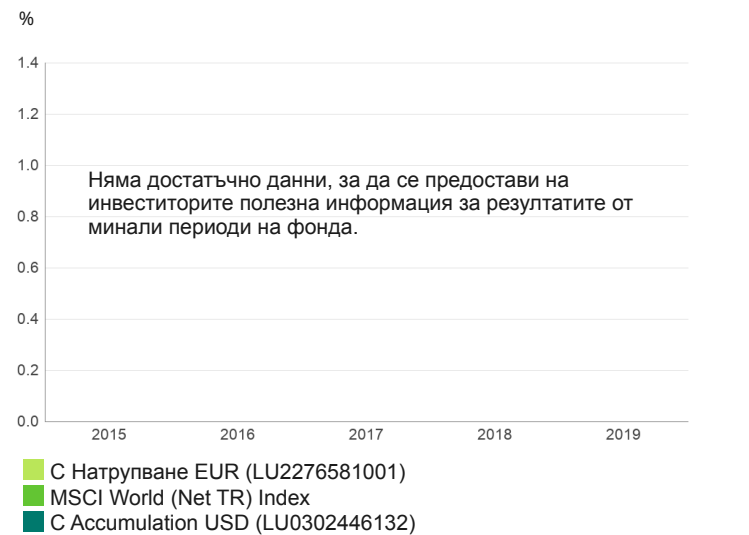 %
1.4
1.2
1.0
Няма достатъчно данни, за да се предостави на
инвеститорите полезна информация за резултатите от
минали периоди на фонда.
0.8
0.6
0.4
0.2
0.0
2015 2016 2017 2018 2019
C Натрупване EUR (LU2276581001)
MSCI World (Net TR) Index
C Accumulation USD (LU0302446132)